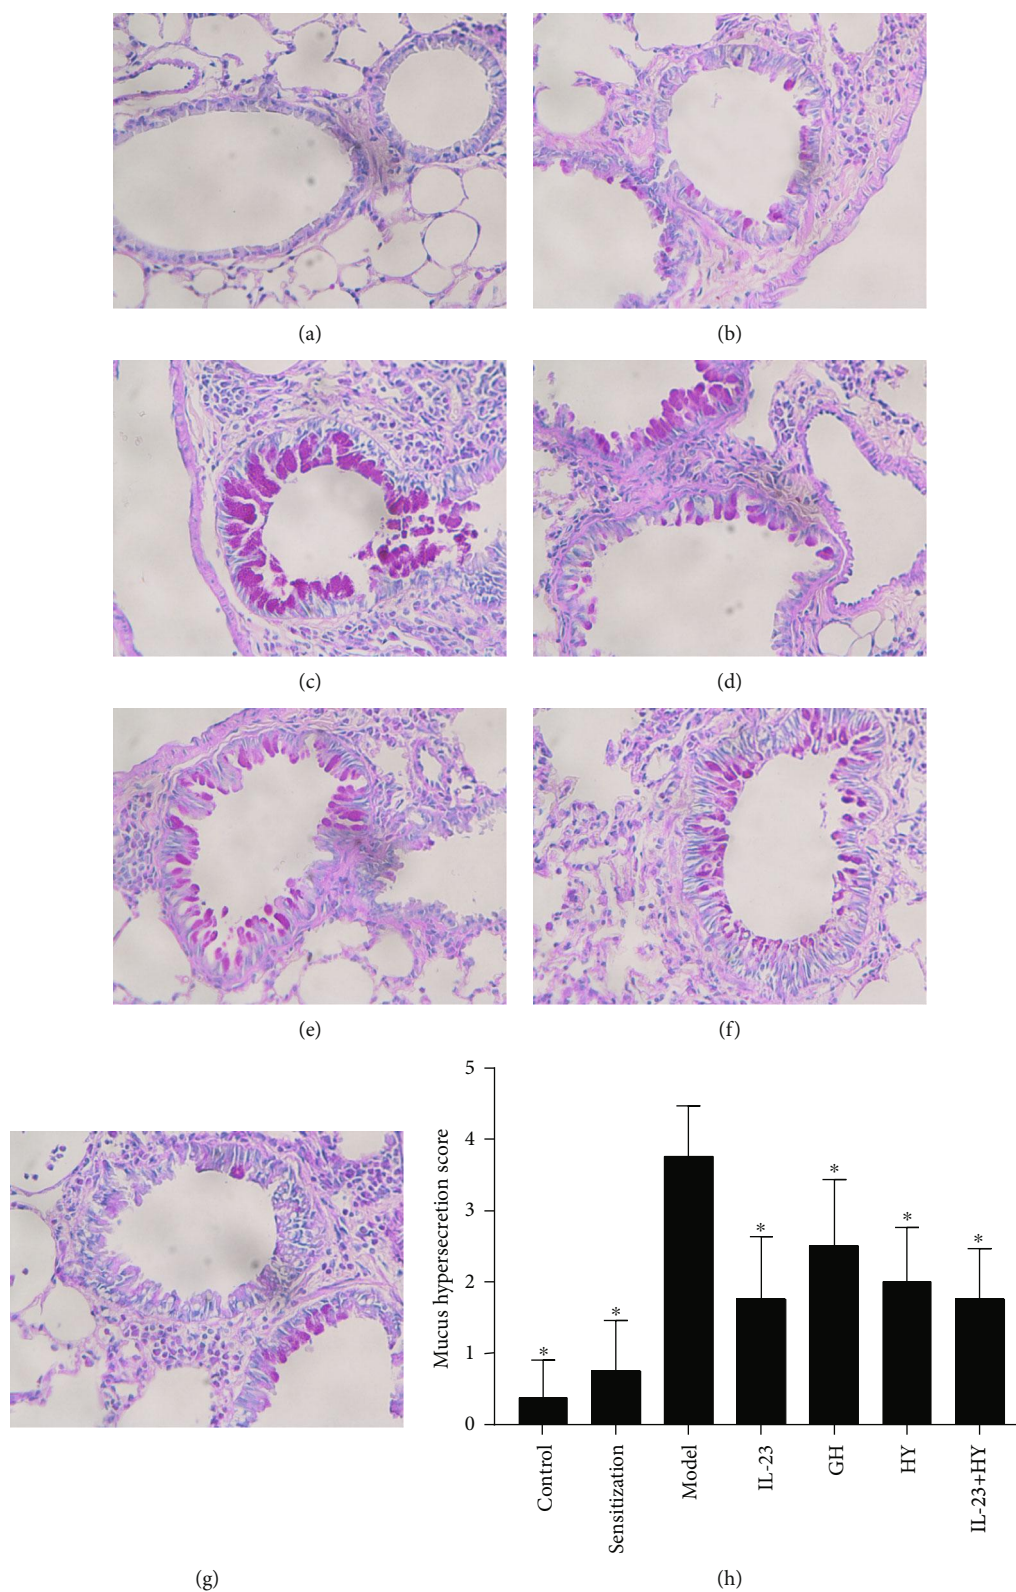 (a)
(b)
(c)
(d)
(e)
(f)
(g)
Mucus hypersecretion score
5
4
3
2
1
0
*
*
*
*
*
*
Control
Sensitization
Model
IL-23
GH
HY
IL-23+HY
(h)